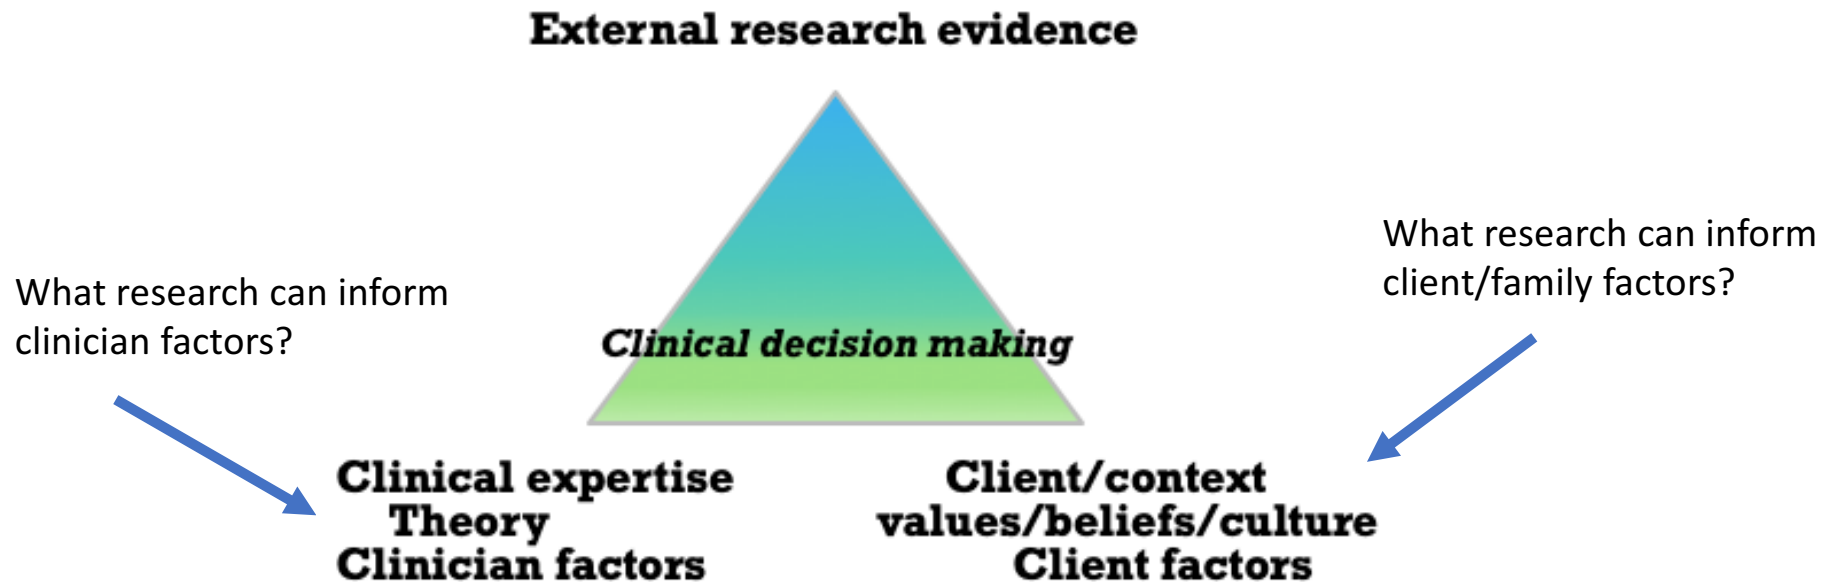 External research evidence
What research can inform
clinician factors?
What research can inform
client/family factors?
Clinical decision making
Clinical expertise
Theory
Clinician factors
Client/context
values/beliefs/culture
Client factors